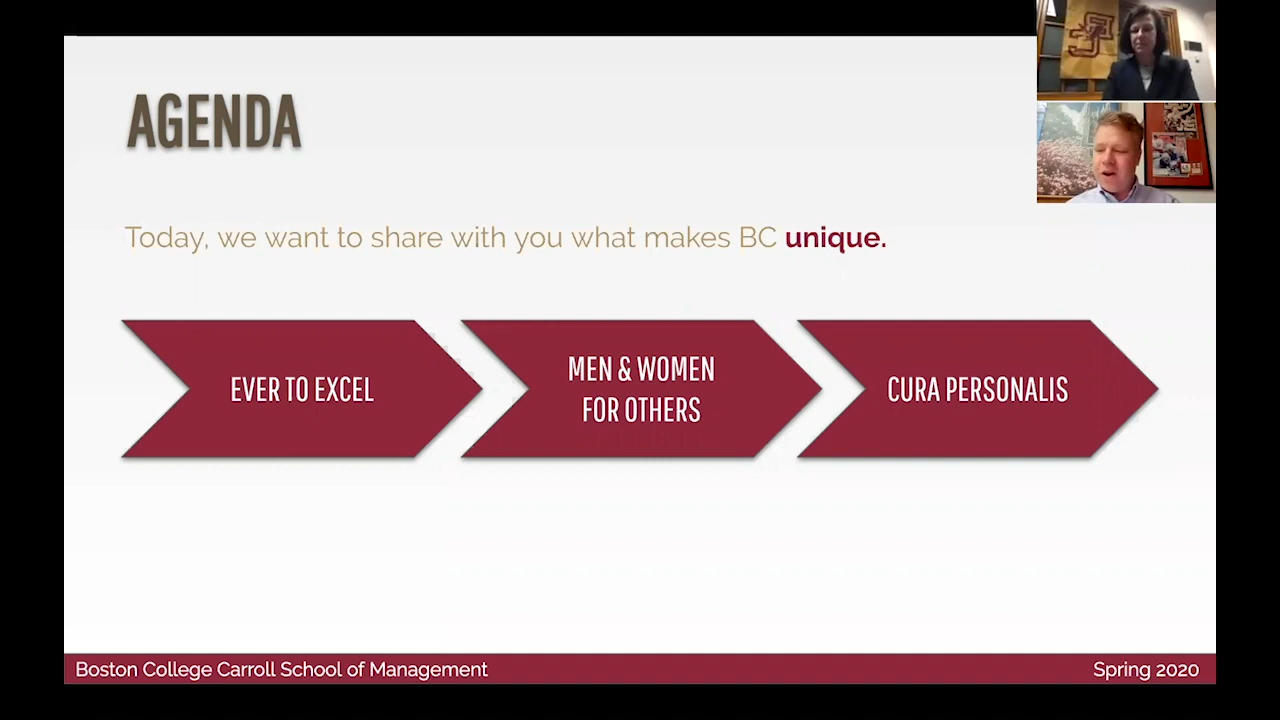 AGENDA
Today, we want to share with you what makes BC unique.
EVER TO EXCEL
MEN & WOMEN
FOR OTHERS
CURA PERSONALIS
Boston College Carroll School of Management
Spring 2020